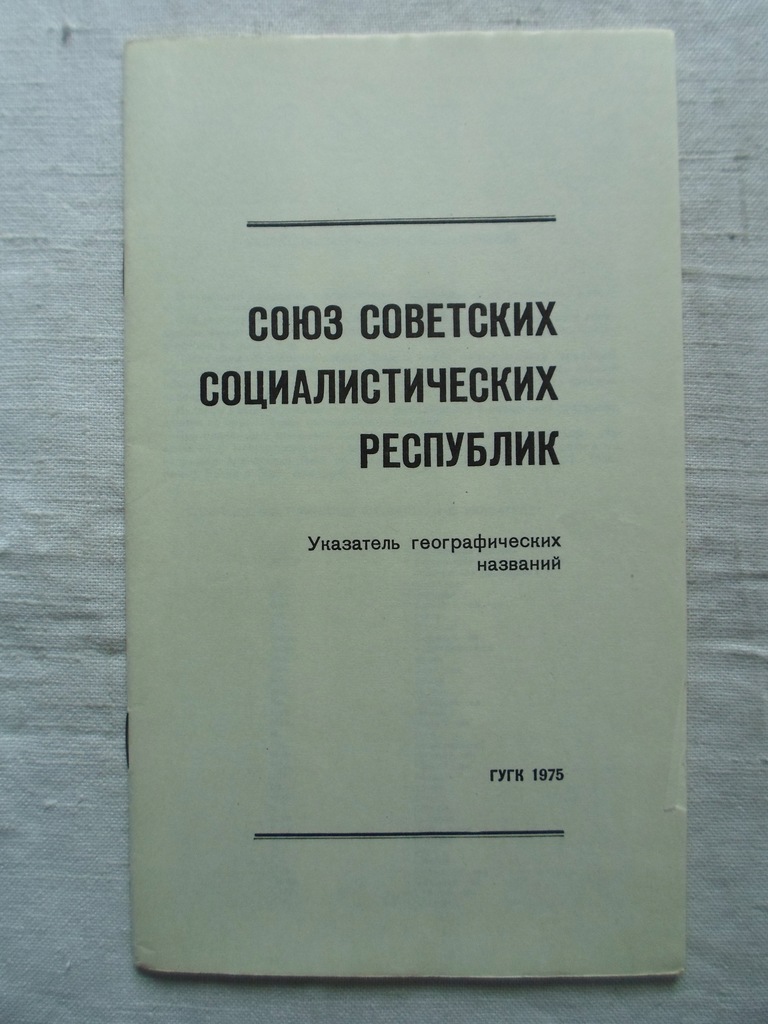 СОЮЗ СОВЕТСКИХ
СОЦИАЛИСТИЧЕСКИХ
РЕСПУБЛИК
Указатель географических
названий
ГУГК 1975